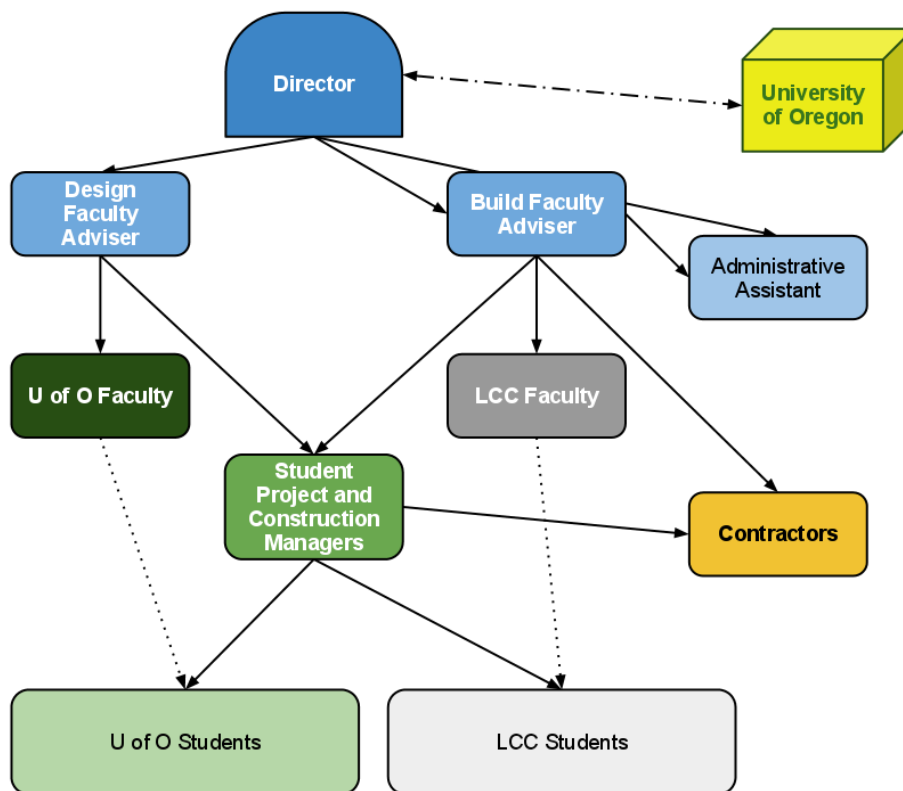 Director
University
of Oregon
Design
Faculty
Adviser
Build Faculty
Adviser
Administrative
Assistant
U of O Faculty
LCC Faculty
Student
Project and
Construction
Managers
Contractors
U of O Students
LCC Students